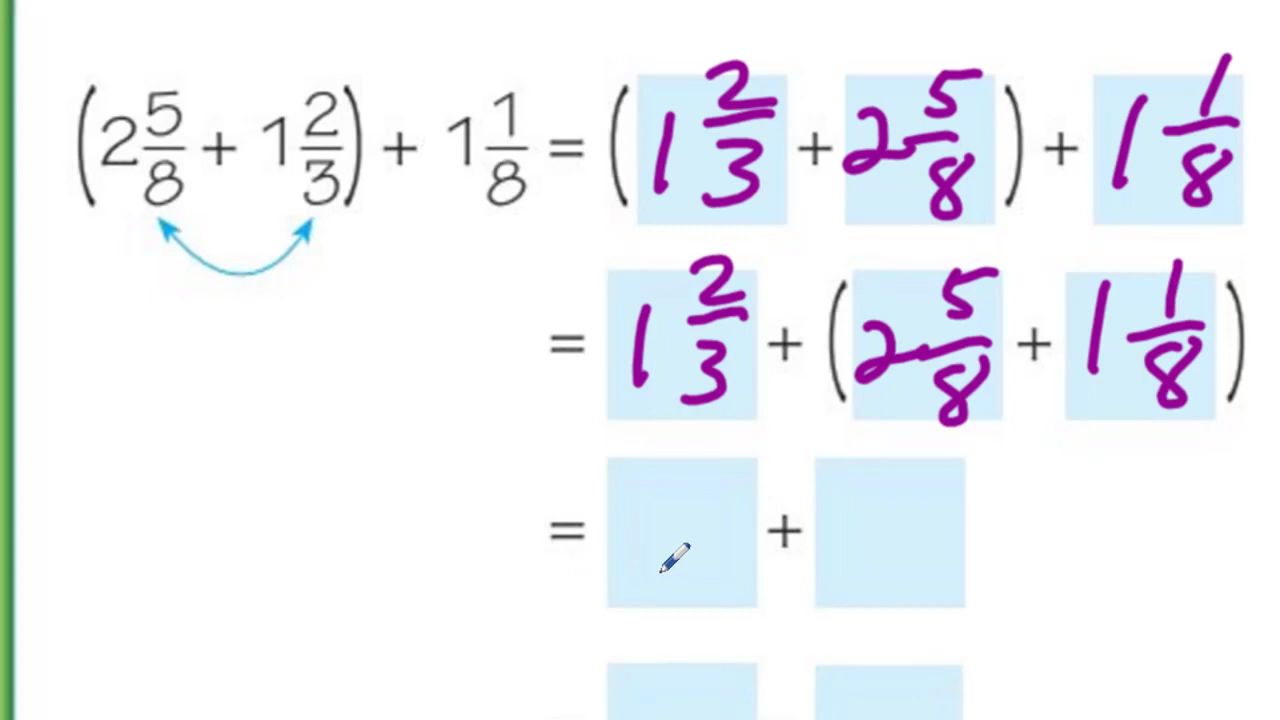 (2 5/8 + 1 2/3) + 1 1/8 = (1 2/3 + 2 5/8) + 1 1/8
= 1 2/3 + (2 5/8 + 1 1/8)
= +